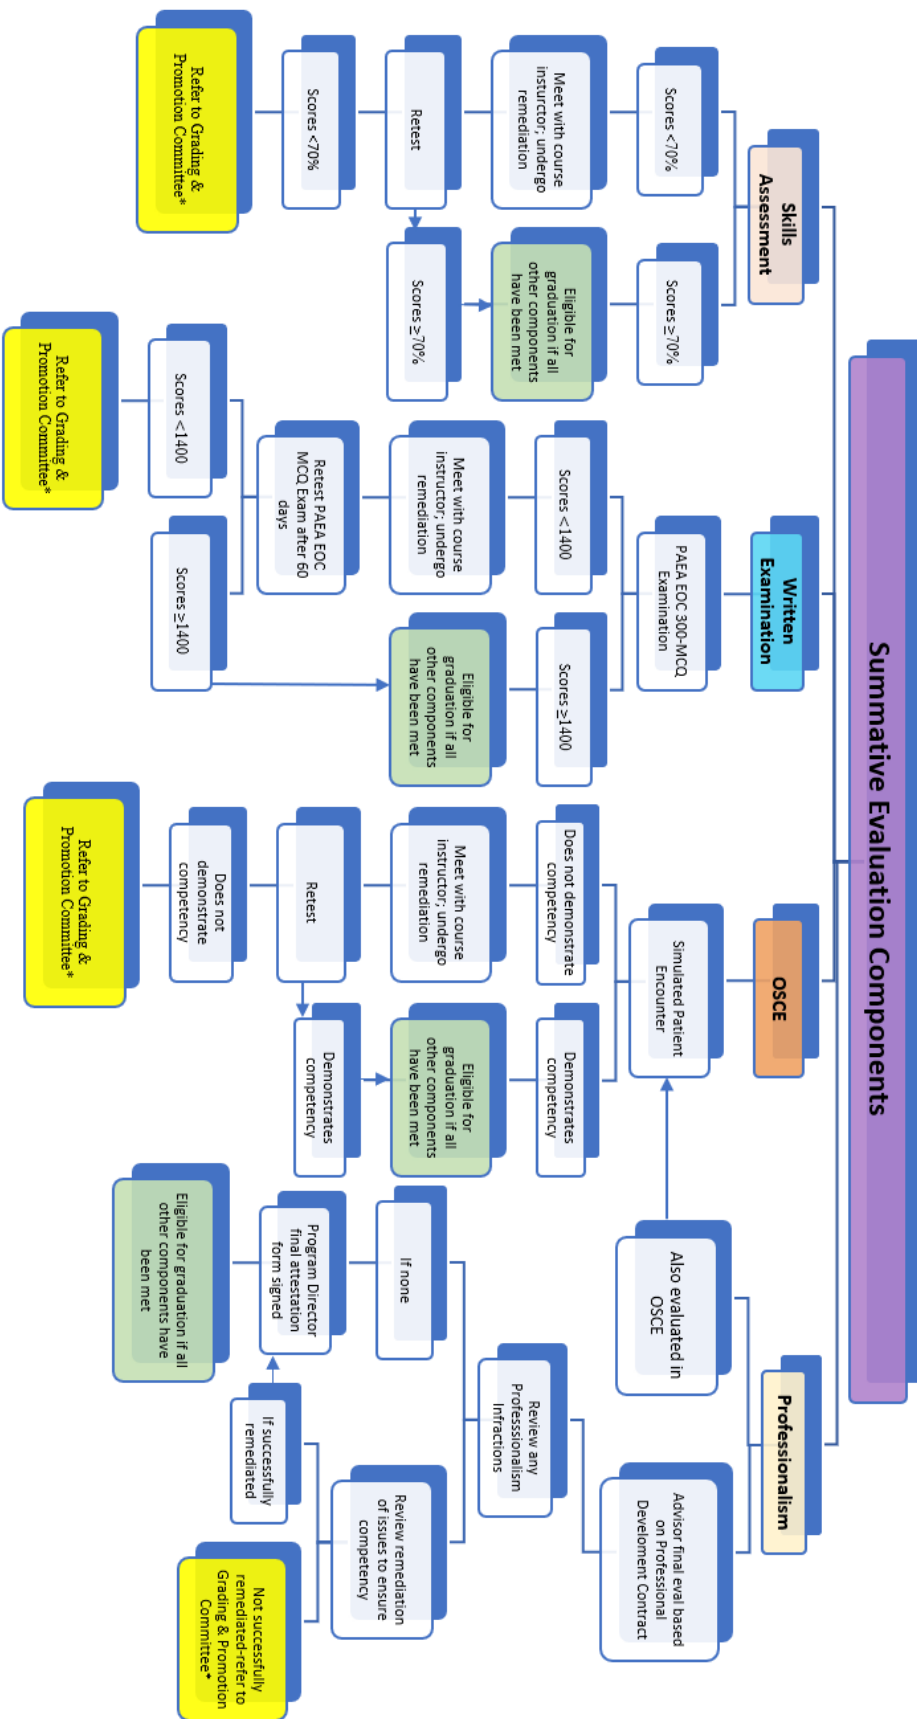 Summative Evaluation Components
Skills
Assessment
Scores <70%
Scores ≥70%
Meet with course
insturctor; undergo
remediation
Eligible for
graduation if all
other components
have been met
Retest
Scores ≥70%
Scores <70%
Refer to Grading &
Promotion Committee*
Written
Examination
PAEA EOC 300-MCQ
Examination
Scores <1400
Scores ≥1400
Meet with course
instructor; undergo
remediation
Eligible for
graduation if all
other components
have been met
Retest PAEA EOC
MCQ Exam after 60
days
Scores <1400
Scores ≥1400
Refer to Grading &
Promotion Committee*
OSCE
Simulated Patient
Encounter
Does not demonstrate
competency
Demonstrates
competency
Meet with course
instructor; undergo
remediation
Eligible for
graduation if all
other components
have been met
Retest
Demonstrates
competency
Does not
demonstrate
competency
Refer to Grading &
Promotion Committee*
Professionalism
Also evaluated in
OSCE
Advisor final eval based
on Professional
Develoment Contract
Review any
Professsionalism
Infractions
If none
Review remediation
of issues to ensure
competency
Program Director
final attestation
form signed
If successfully
remediated
Not successfully
remediated-refer to
Grading & Promotion
Committee*
Eligible for graduation if all
other components have
been met